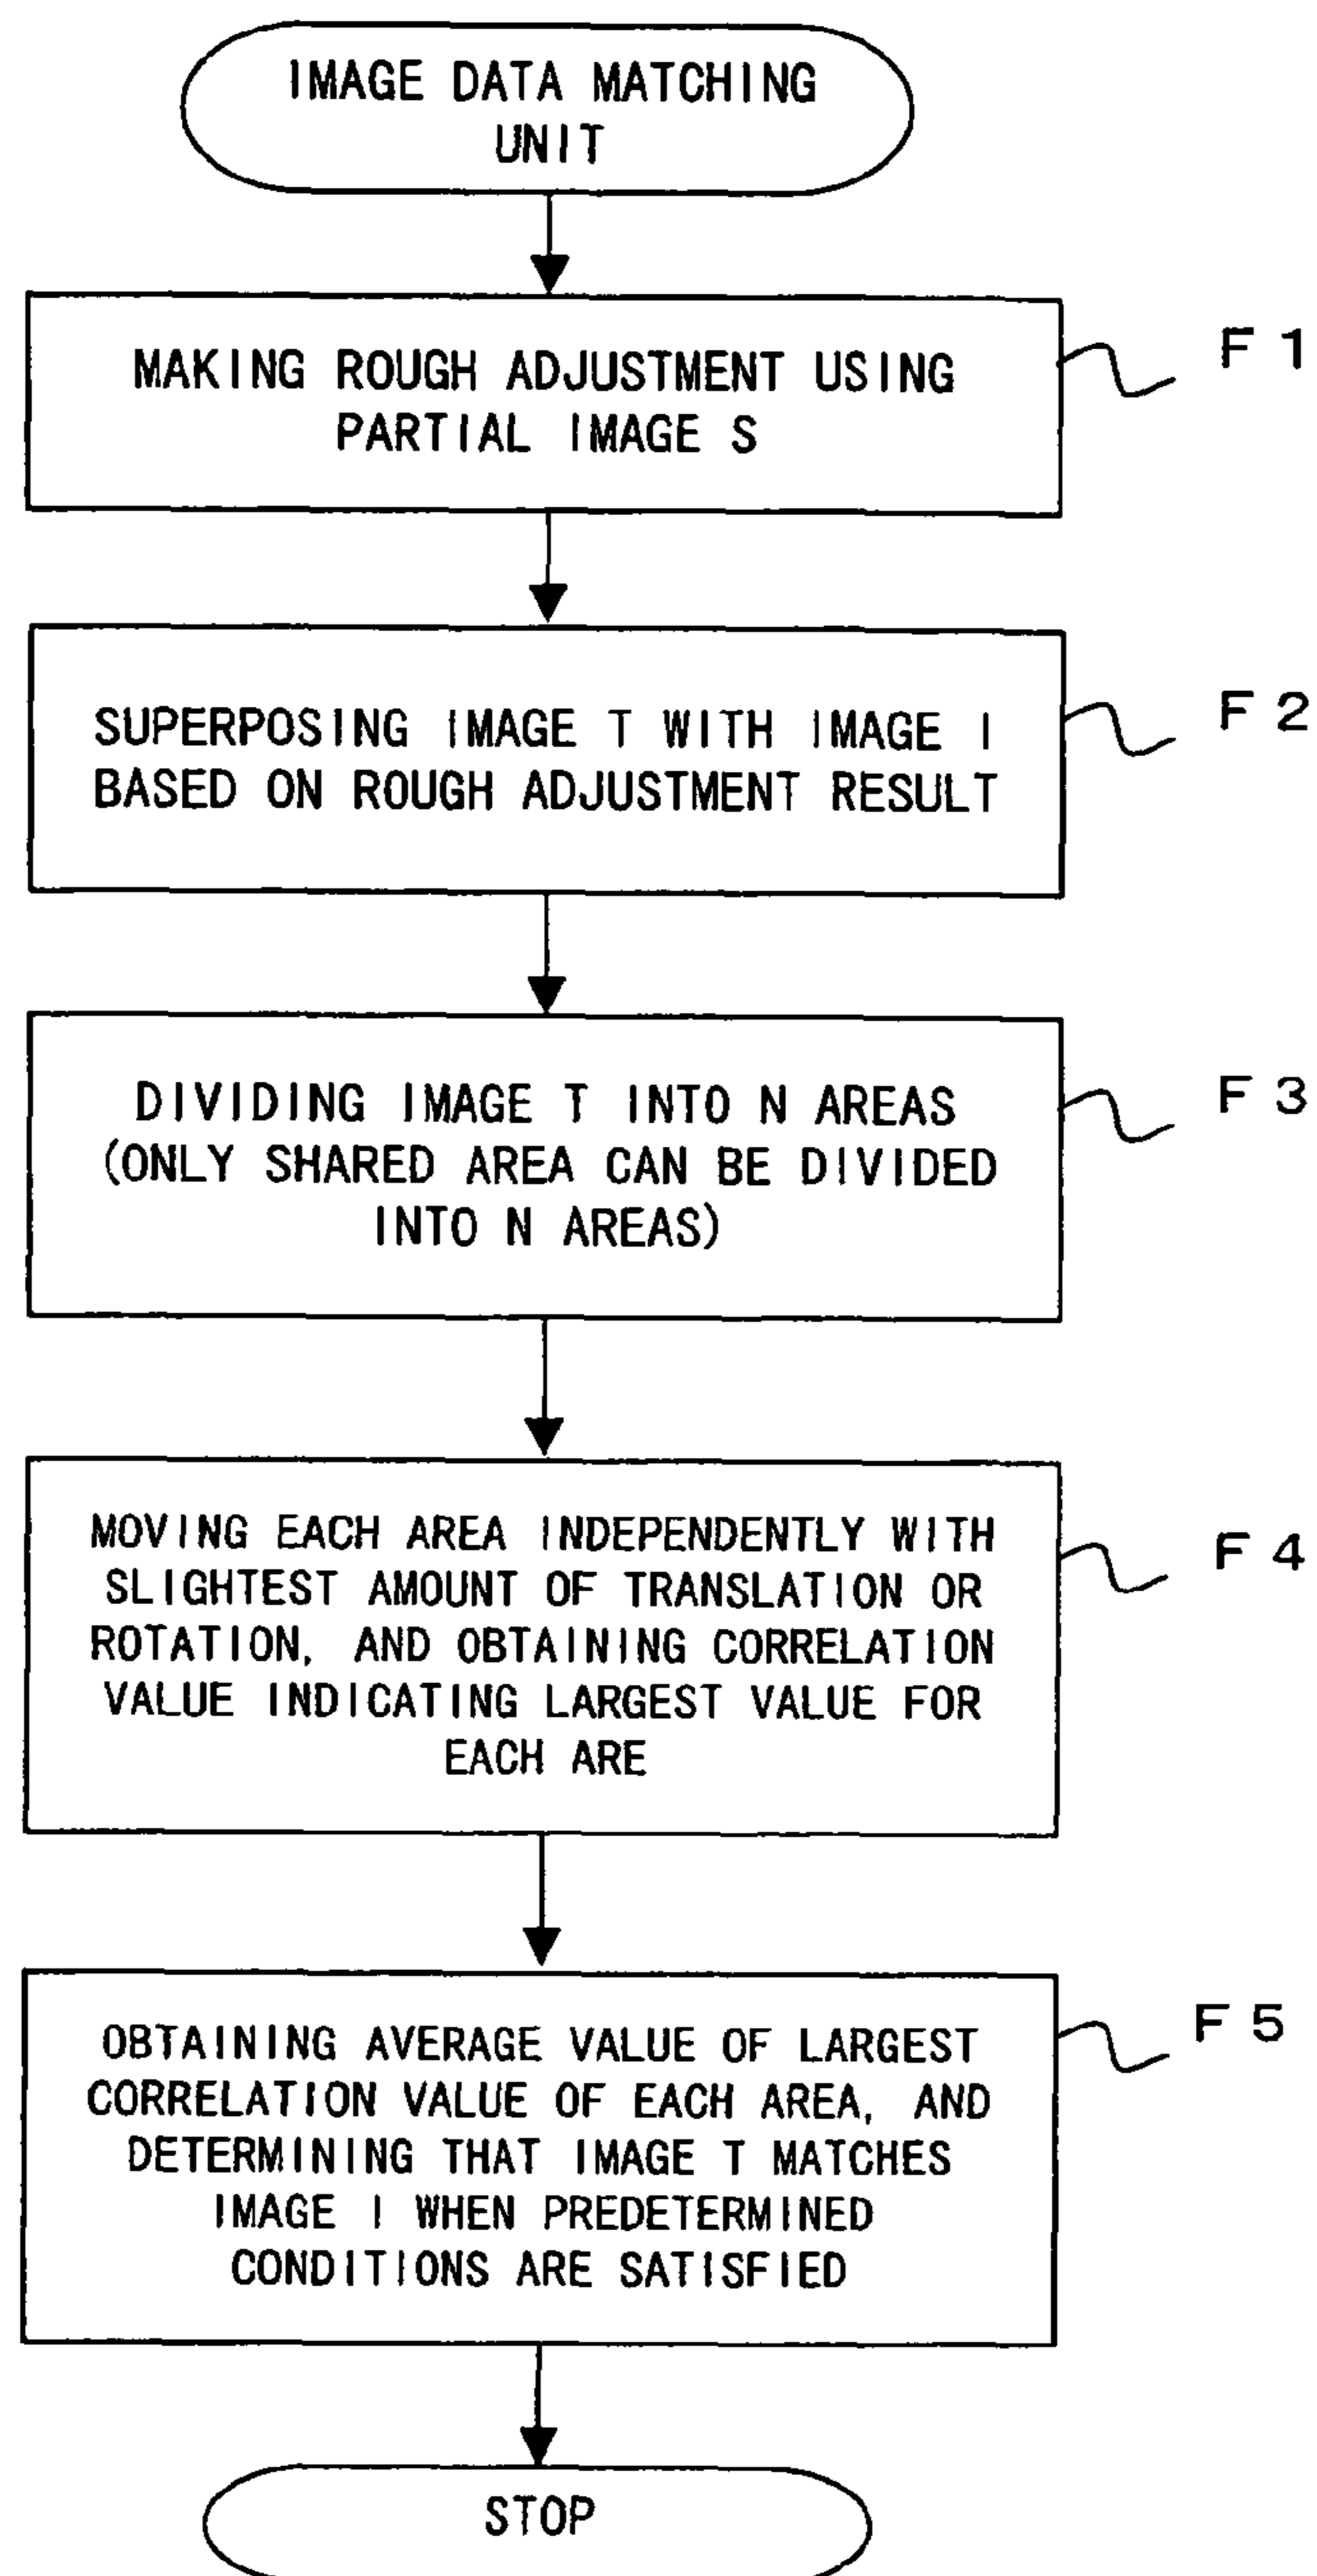 IMAGE DATA MATCHING
UNIT
MAKING ROUGH ADJUSTMENT USING
PARTIAL IMAGE S
F 1
SUPERPOSING IMAGE T WITH IMAGE I
BASED ON ROUGH ADJUSTMENT RESULT
F 2
DIVIDING IMAGE T INTO N AREAS
(ONLY SHARED AREA CAN BE DIVIDED
INTO N AREAS)
F 3
MOVING EACH AREA INDEPENDENTLY WITH
SLIGHTEST AMOUNT OF TRANSLATION OR
ROTATION, AND OBTAINING CORRELATION
VALUE INDICATING LARGEST VALUE FOR
EACH ARE
F 4
OBTAINING AVERAGE VALUE OF LARGEST
CORRELATION VALUE OF EACH AREA, AND
DETERMINING THAT IMAGE T MATCHES
IMAGE I WHEN PREDETERMINED
CONDITIONS ARE SATISFIED
F 5
STOP